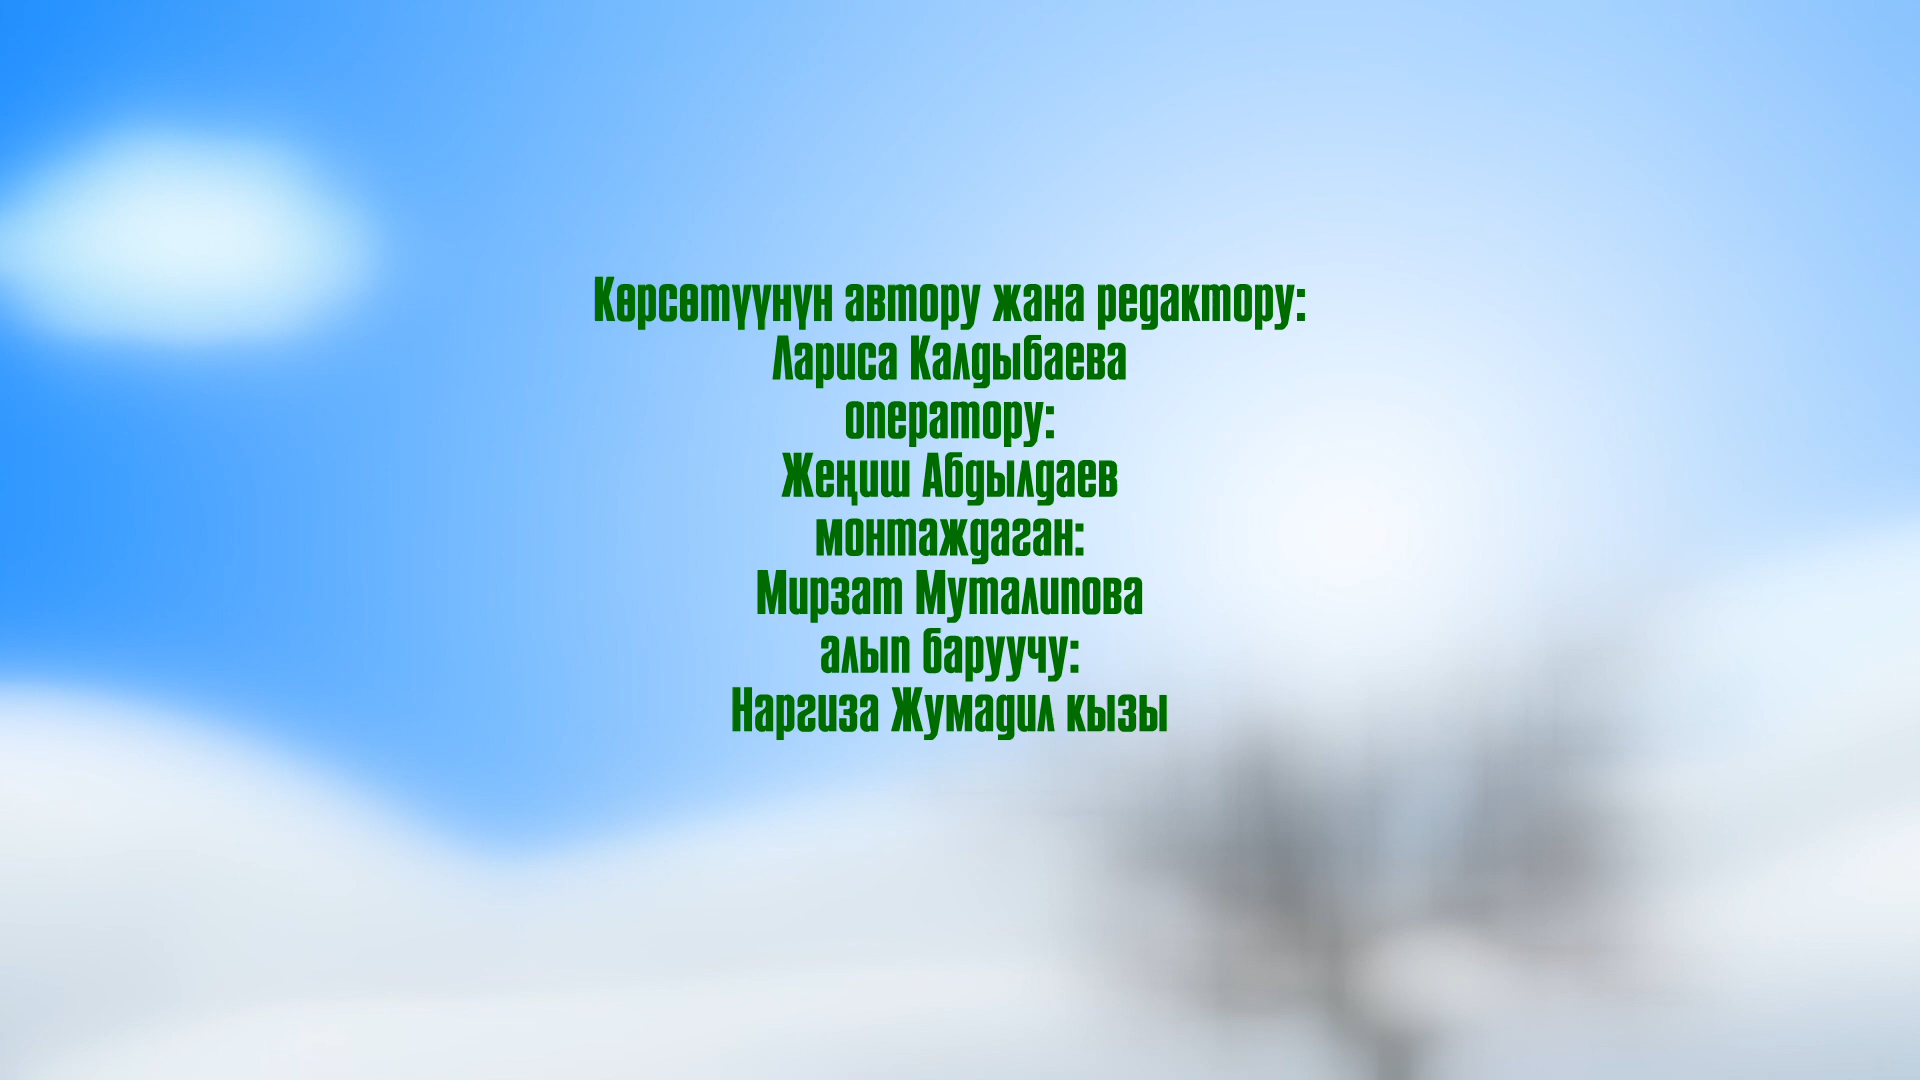 Көрсөтүүнүн автору жана редактору:
Лариса Калдыбаева
оператору:
Жеңиш Абдылдаев
монтаждаган:
Мирзат Муталипова
алып баруучу:
Наргиза Жумадил кызы